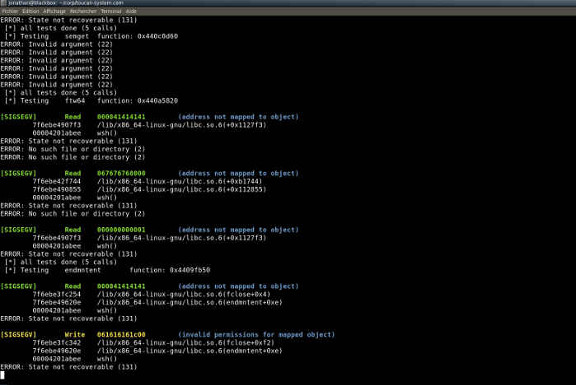 jonathan@blackbox: ~/sorp/toucan-system.com
Fichier Édition Affichage Rechercher Terminal Aide
ERROR: State not recoverable (131)
[*] all tests done (5 calls)
[*] Testing semget function: 0x440c0d60
ERROR: Invalid argument (22)
ERROR: Invalid argument (22)
ERROR: Invalid argument (22)
ERROR: Invalid argument (22)
ERROR: Invalid argument (22)
ERROR: Invalid argument (22)
[*] all tests done (5 calls)
[*] Testing ftw64 function: 0x440a5820
[SIGSEGV] Read 000041414141 (address not mapped to object)
7f6ebe4907f3 /lib/x86_64-linux-gnu/libc.so.6(+0x1127f3)
00004201abee wsh()
ERROR: State not recoverable (131)
ERROR: No such file or directory (2)
ERROR: No such file or directory (2)
[SIGSEGV] Read 067676760000 (address not mapped to object)
7f6ebe42f744 /lib/x86_64-linux-gnu/libc.so.6(+0xb1744)
7f6ebe490855 /lib/x86_64-linux-gnu/libc.so.6(+0x112855)
00004201abee wsh()
ERROR: State not recoverable (131)
ERROR: No such file or directory (2)
[SIGSEGV] Read 000000000001 (address not mapped to object)
7f6ebe4907f3 /lib/x86_64-linux-gnu/libc.so.6(+0x1127f3)
00004201abee wsh()
ERROR: State not recoverable (131)
[*] all tests done (5 calls)
[*] Testing endmntent function: 0x4409fb50
[SIGSEGV] Read 000041414141 (address not mapped to object)
7f6ebe3fc254 /lib/x86_64-linux-gnu/libc.so.6(fclose+0x4)
7f6ebe49620e /lib/x86_64-linux-gnu/libc.so.6(endmntent+0xe)
00004201abee wsh()
ERROR: State not recoverable (131)
[SIGSEGV] Write 061616161c00 (invalid permissions for mapped object)
7f6ebe3fc342 /lib/x86_64-linux-gnu/libc.so.6(fclose+0xf2)
7f6ebe49620e /lib/x86_64-linux-gnu/libc.so.6(endmntent+0xe)
00004201abee wsh()
ERROR: State not recoverable (131)